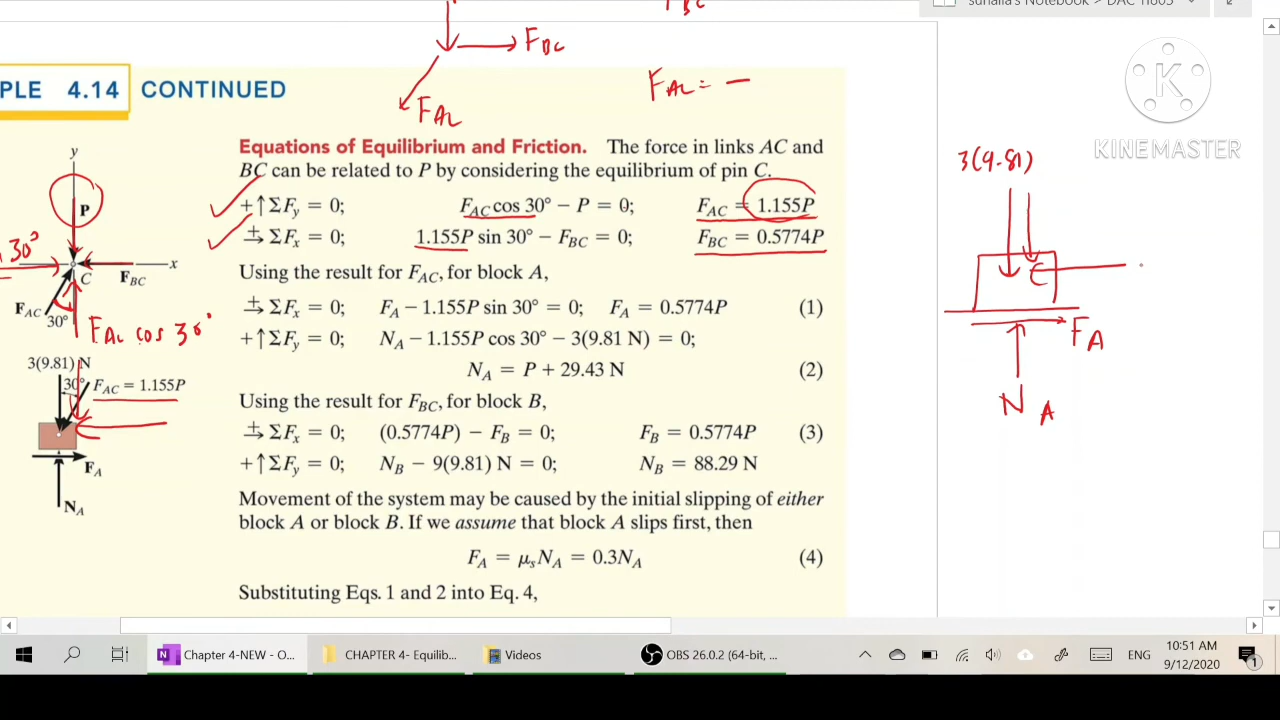 suhaila's Notebook > DAC 11803
F_BC
F_BC
F_AC = —
F_AC
PLE 4.14 CONTINUED
KINEMASTER
Equations of Equilibrium and Friction. The force in links AC and
BC can be related to P by considering the equilibrium of pin C.
+↑ΣF_y = 0; F_AC cos 30° − P = 0; F_AC = 1.155P
+→ ΣF_x = 0; 1.155P sin 30° − F_BC = 0; F_BC = 0.5774P
Using the result for F_AC, for block A,
+→ ΣF_x = 0; F_A − 1.155P sin 30° = 0; F_A = 0.5774P (1)
+↑ΣF_y = 0; N_A − 1.155P cos 30° − 3(9.81 N) = 0;
N_A = P + 29.43 N (2)
Using the result for F_BC, for block B,
+→ ΣF_x = 0; (0.5774P) − F_B = 0; F_B = 0.5774P (3)
+↑ΣF_y = 0; N_B − 9(9.81) N = 0; N_B = 88.29 N
Movement of the system may be caused by the initial slipping of either
block A or block B. If we assume that block A slips first, then
F_A = μ_s N_A = 0.3N_A (4)
Substituting Eqs. 1 and 2 into Eq. 4,
y
P
30°
x
C
F_BC
F_AC
30°
F_AC cos 30°
3(9.81) N
30°
F_AC = 1.155P
F_A
N_A
3(9.81)
F_A
N_A
Chapter 4-NEW - O...
CHAPTER 4- Equilib...
Videos
OBS 26.0.2 (64-bit, ...
ENG
10:51 AM
9/12/2020
1